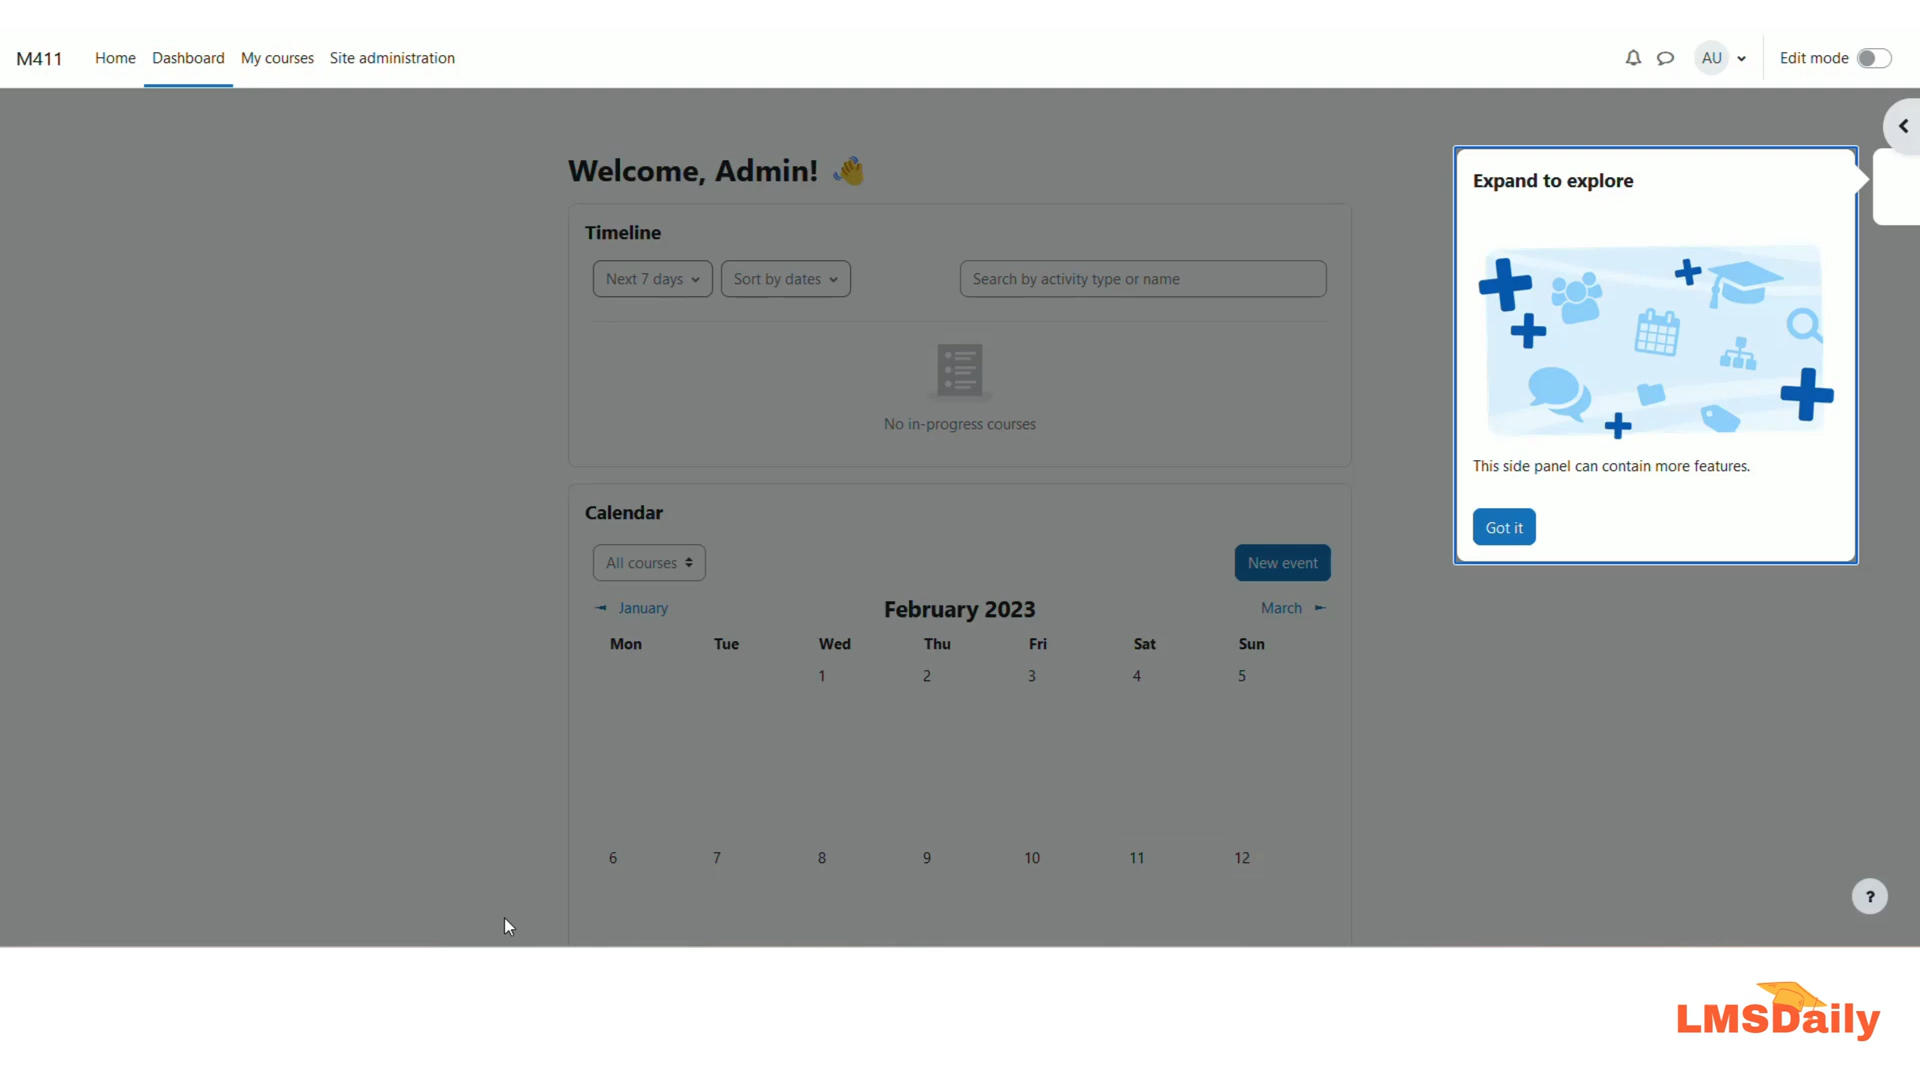 M411 Home Dashboard My courses Site administration AU Edit mode
Welcome, Admin!
Expand to explore
Timeline
Next 7 days Sort by dates Search by activity type or name
No in-progress courses
This side panel can contain more features.
Got it
Calendar
All courses New event
January February 2023 March
Mon Tue Wed Thu Fri Sat Sun
1 2 3 4 5
6 7 8 9 10 11 12
?
LMSDaily